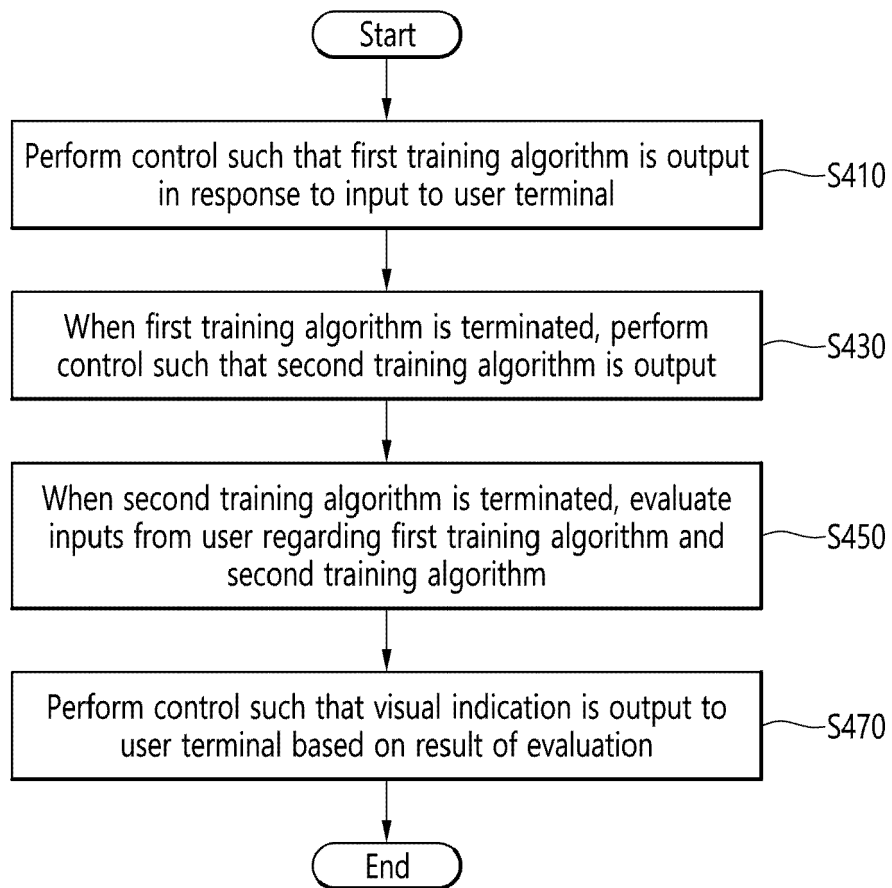 Start
Perform control such that first training algorithm is output
in response to input to user terminal
S410
When first training algorithm is terminated, perform
control such that second training algorithm is output
S430
When second training algorithm is terminated, evaluate
inputs from user regarding first training algorithm and
second training algorithm
S450
Perform control such that visual indication is output to
user terminal based on result of evaluation
S470
End